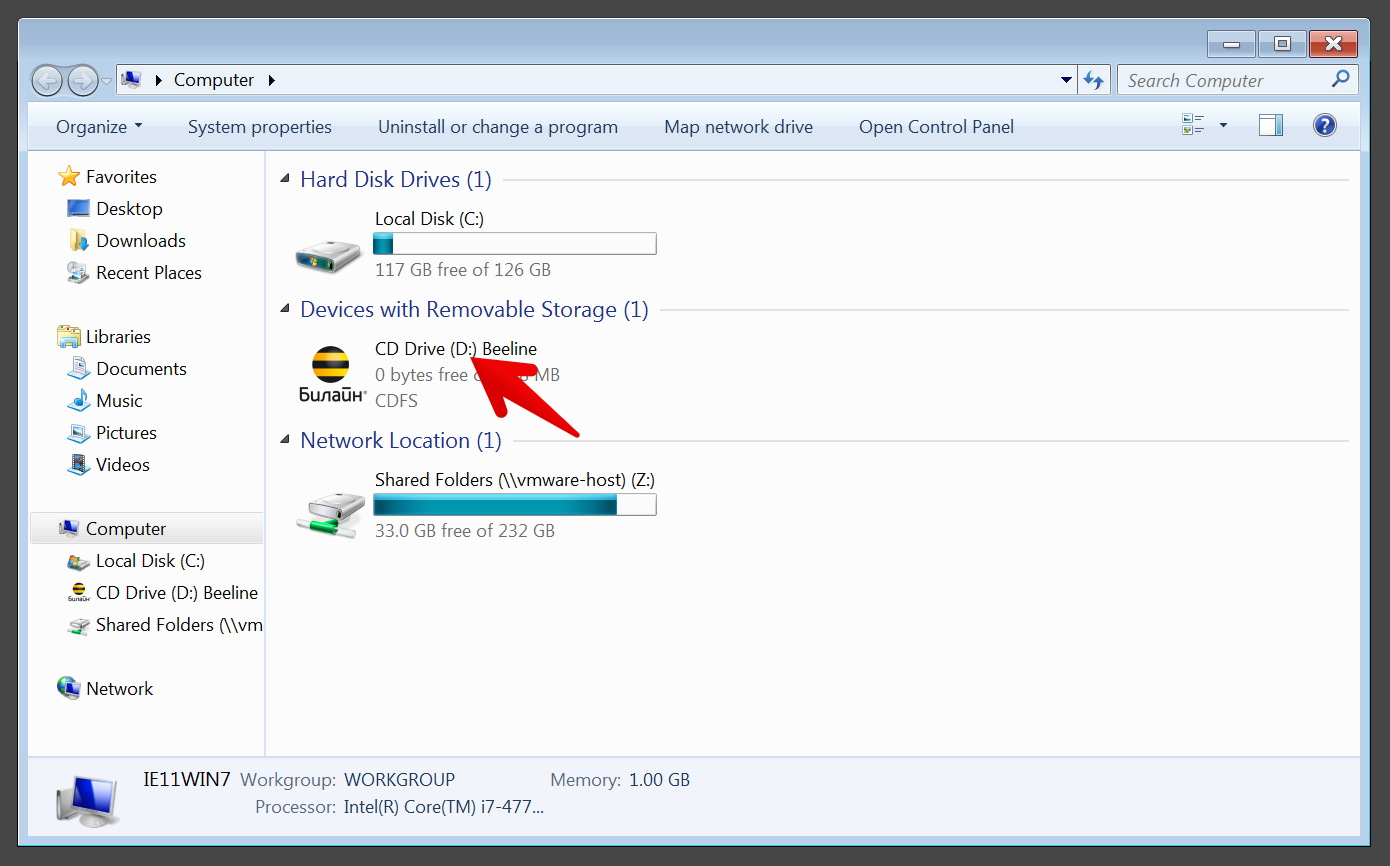 Computer
Search Computer
Organize System properties Uninstall or change a program Map network drive Open Control Panel
Favorites
Desktop
Downloads
Recent Places
Libraries
Documents
Music
Pictures
Videos
Computer
Local Disk (C:)
CD Drive (D:) Beeline
Shared Folders (\\vm
Network
Hard Disk Drives (1)
Local Disk (C:)
117 GB free of 126 GB
Devices with Removable Storage (1)
Билайн
CD Drive (D:) Beeline
0 bytes free MB
CDFS
Network Location (1)
Shared Folders (\\vmware-host) (Z:)
33.0 GB free of 232 GB
IE11WIN7 Workgroup: WORKGROUP Memory: 1.00 GB
Processor: Intel(R) Core(TM) i7-477...